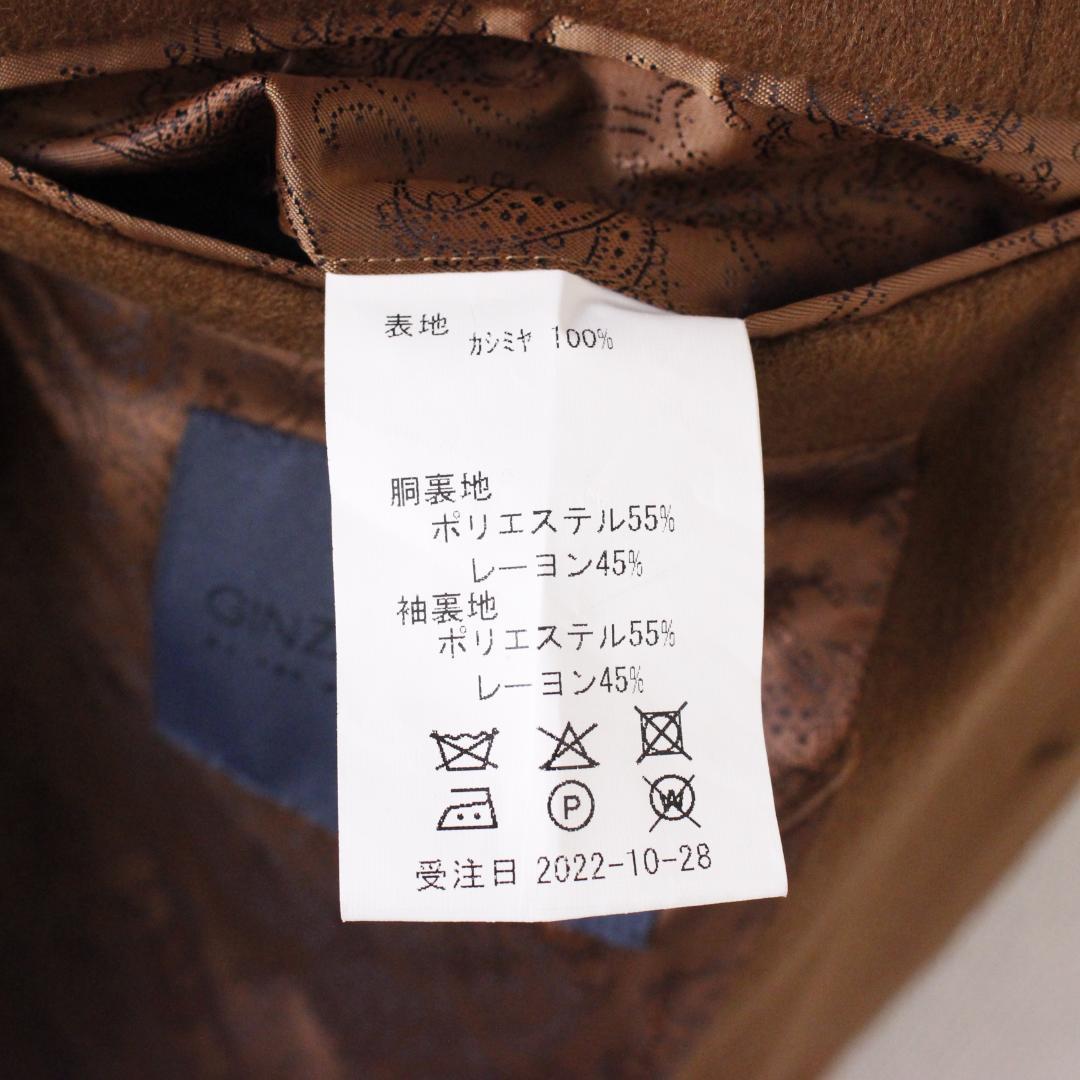 表地
カシミヤ 100%
胴裏地
ポリエステル55%
レーヨン45%
袖裏地
ポリエステル55%
レーヨン45%
P
W
受注日 2022-10-28
GINZ